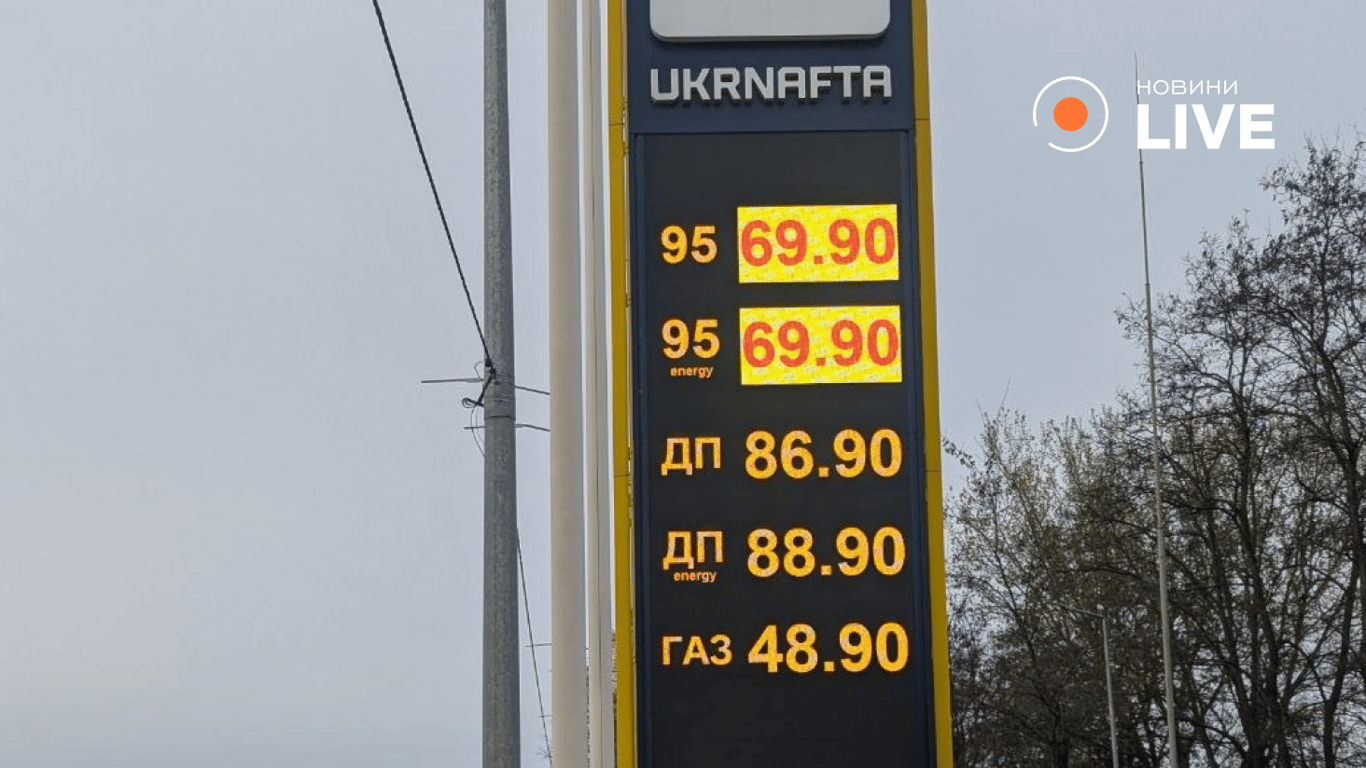 UKRNAFTA
НОВИНИ
LIVE
95 69.90
95 69.90
energy
ДП 86.90
ДП 88.90
energy
ГАЗ 48.90